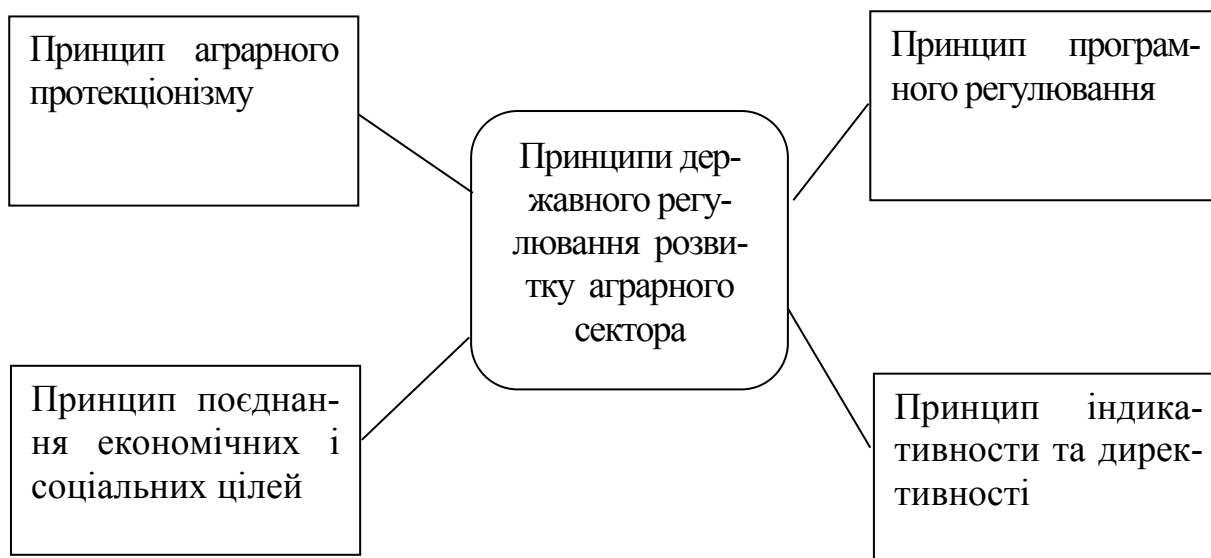 Принцип аграрного
протекціонізму
Принцип програм-
ного регулювання
Принципи дер-
жавного регу-
лювання розви-
тку аграрного
сектора
Принцип поєднан-
ня економічних і
соціальних цілей
Принцип індика-
тивности та дирек-
тивності